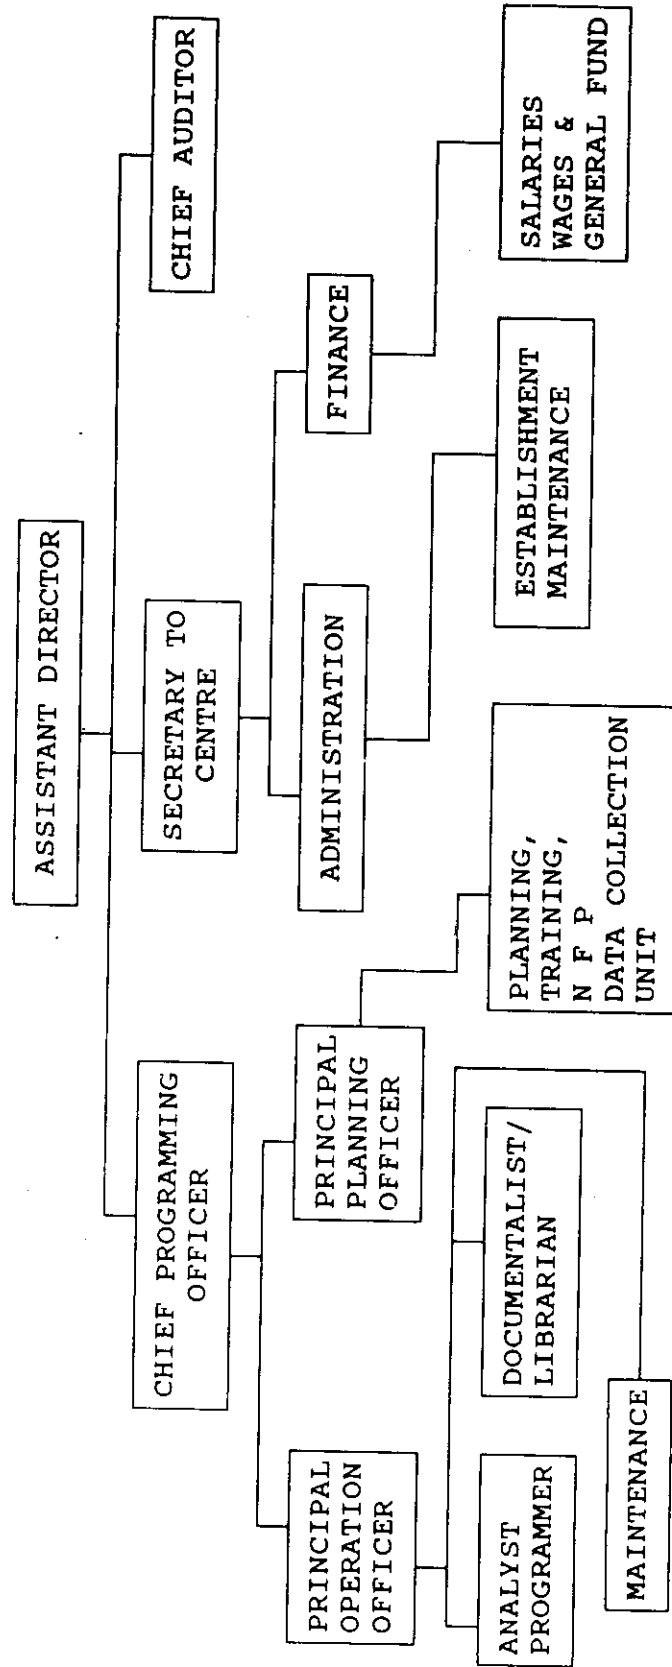 ASSISTANT DIRECTOR
CHIEF PROGRAMMING
OFFICER
SECRETARY TO
CENTRE
CHIEF AUDITOR
PRINCIPAL
OPERATION
OFFICER
PRINCIPAL
PLANNING
OFFICER
ADMINISTRATION
FINANCE
ANALYST
PROGRAMMER
DOCUMENTALIST/
LIBRARIAN
PLANNING,
TRAINING,
N F P
DATA COLLECTION
UNIT
ESTABLISHMENT
MAINTENANCE
SALARIES
WAGES &
GENERAL FUND
MAINTENANCE